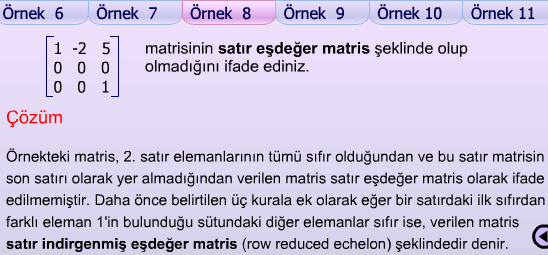 Örnek 6 Örnek 7 Örnek 8 Örnek 9 Örnek 10 Örnek 11
1 -2 5 matrisinin satır eşdeğer matris şeklinde olup
0 0 0 olmadığını ifade ediniz.
0 0 1
Çözüm
Örnekteki matris, 2. satır elemanlarının tümü sıfır olduğundan ve bu satır matrisin
son satırı olarak yer almadığından verilen matris satır eşdeğer matris olarak ifade
edilmemiştir. Daha önce belirtilen üç kurala ek olarak eğer bir satırdaki ilk sıfırdan
farklı eleman 1'in bulunduğu sütundaki diğer elemanlar sıfır ise, verilen matris
satır indirgenmiş eşdeğer matris (row reduced echelon) şeklindedir denir.